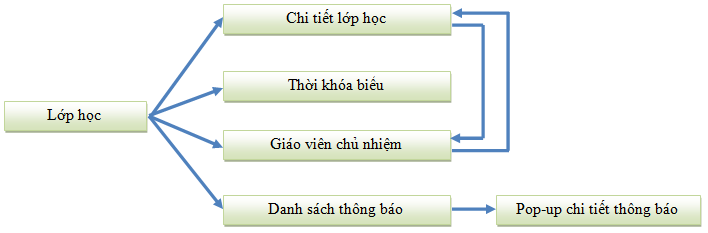 Chi tiết lớp học
Thời khóa biểu
Lớp học
Giáo viên chủ nhiệm
Danh sách thông báo
Pop-up chi tiết thông báo